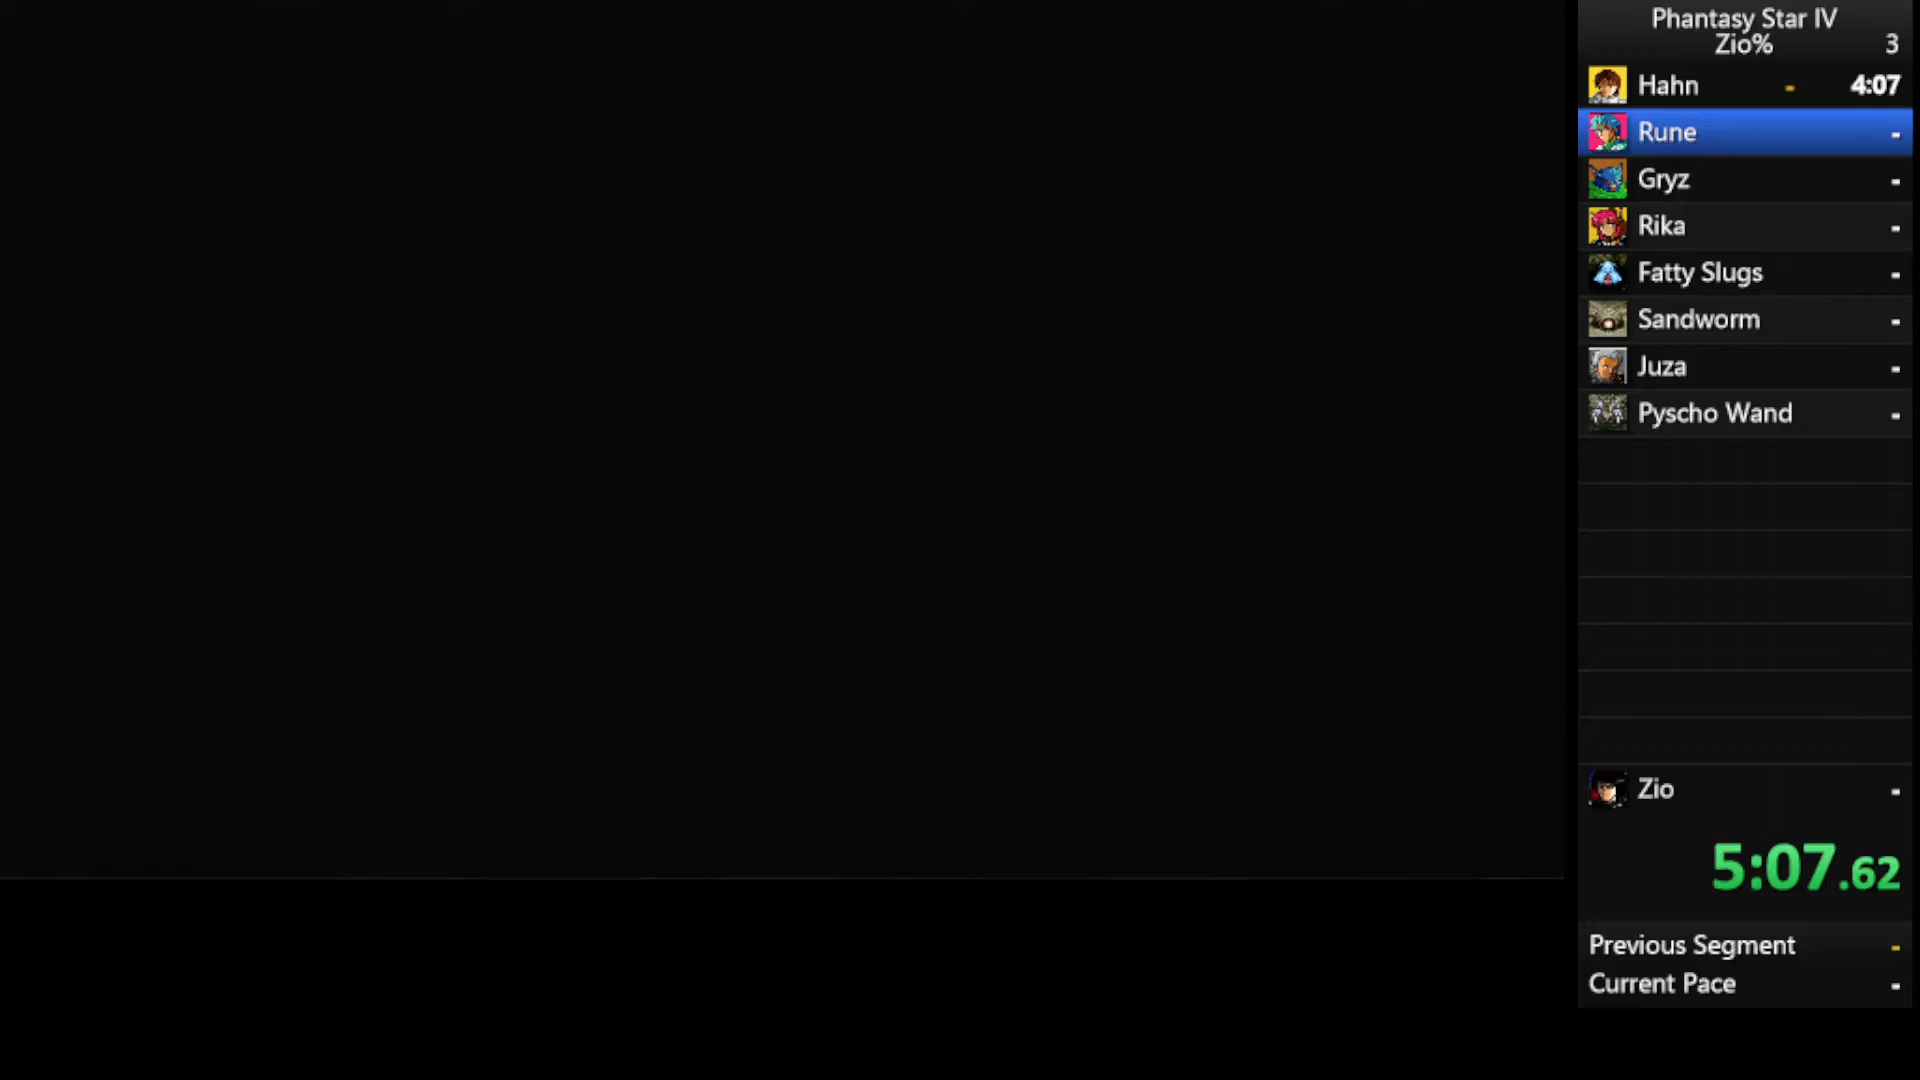 Phantasy Star IV
Zio% 3
Hahn - 4:07
Rune -
Gryz -
Rika -
Fatty Slugs -
Sandworm -
Juza -
Pyscho Wand -
Zio -
5:07.62
Previous Segment -
Current Pace -